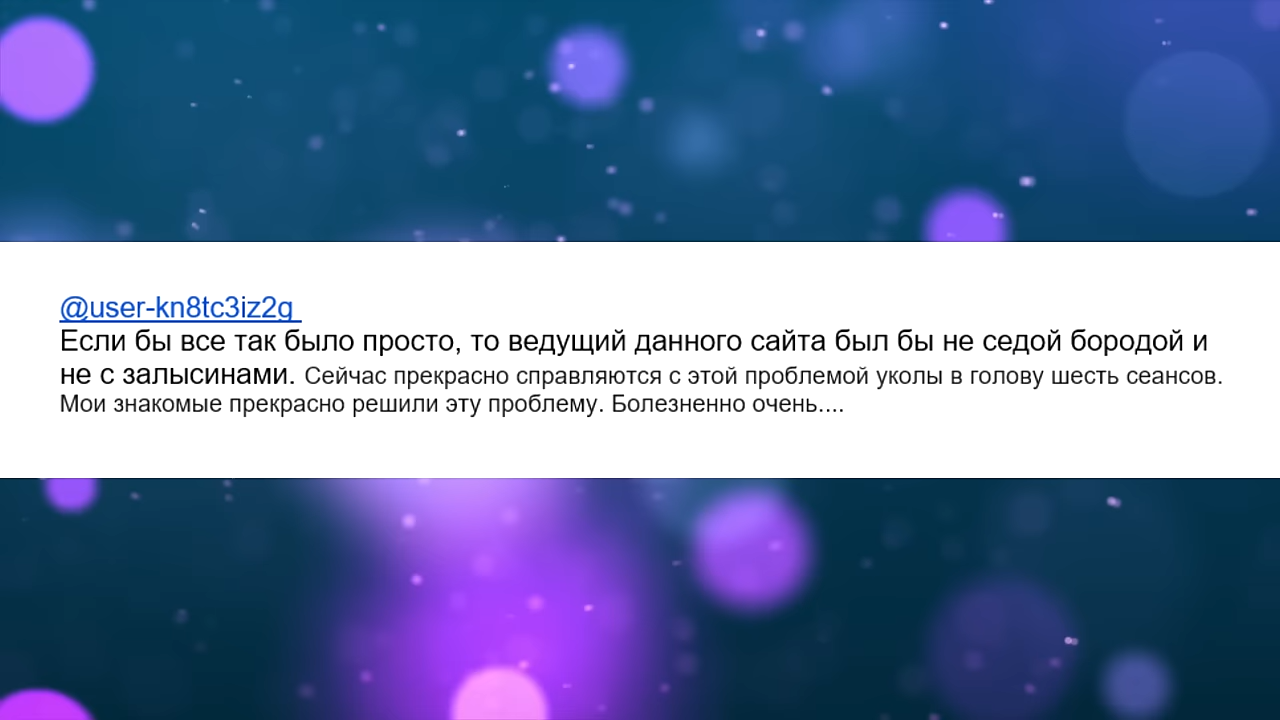 @user-kn8tc3iz2g
Если бы все так было просто, то ведущий данного сайта был бы не седой бородой и
не с залысинами. Сейчас прекрасно справляются с этой проблемой уколы в голову шесть сеансов.
Мои знакомые прекрасно решили эту проблему. Болезненно очень....